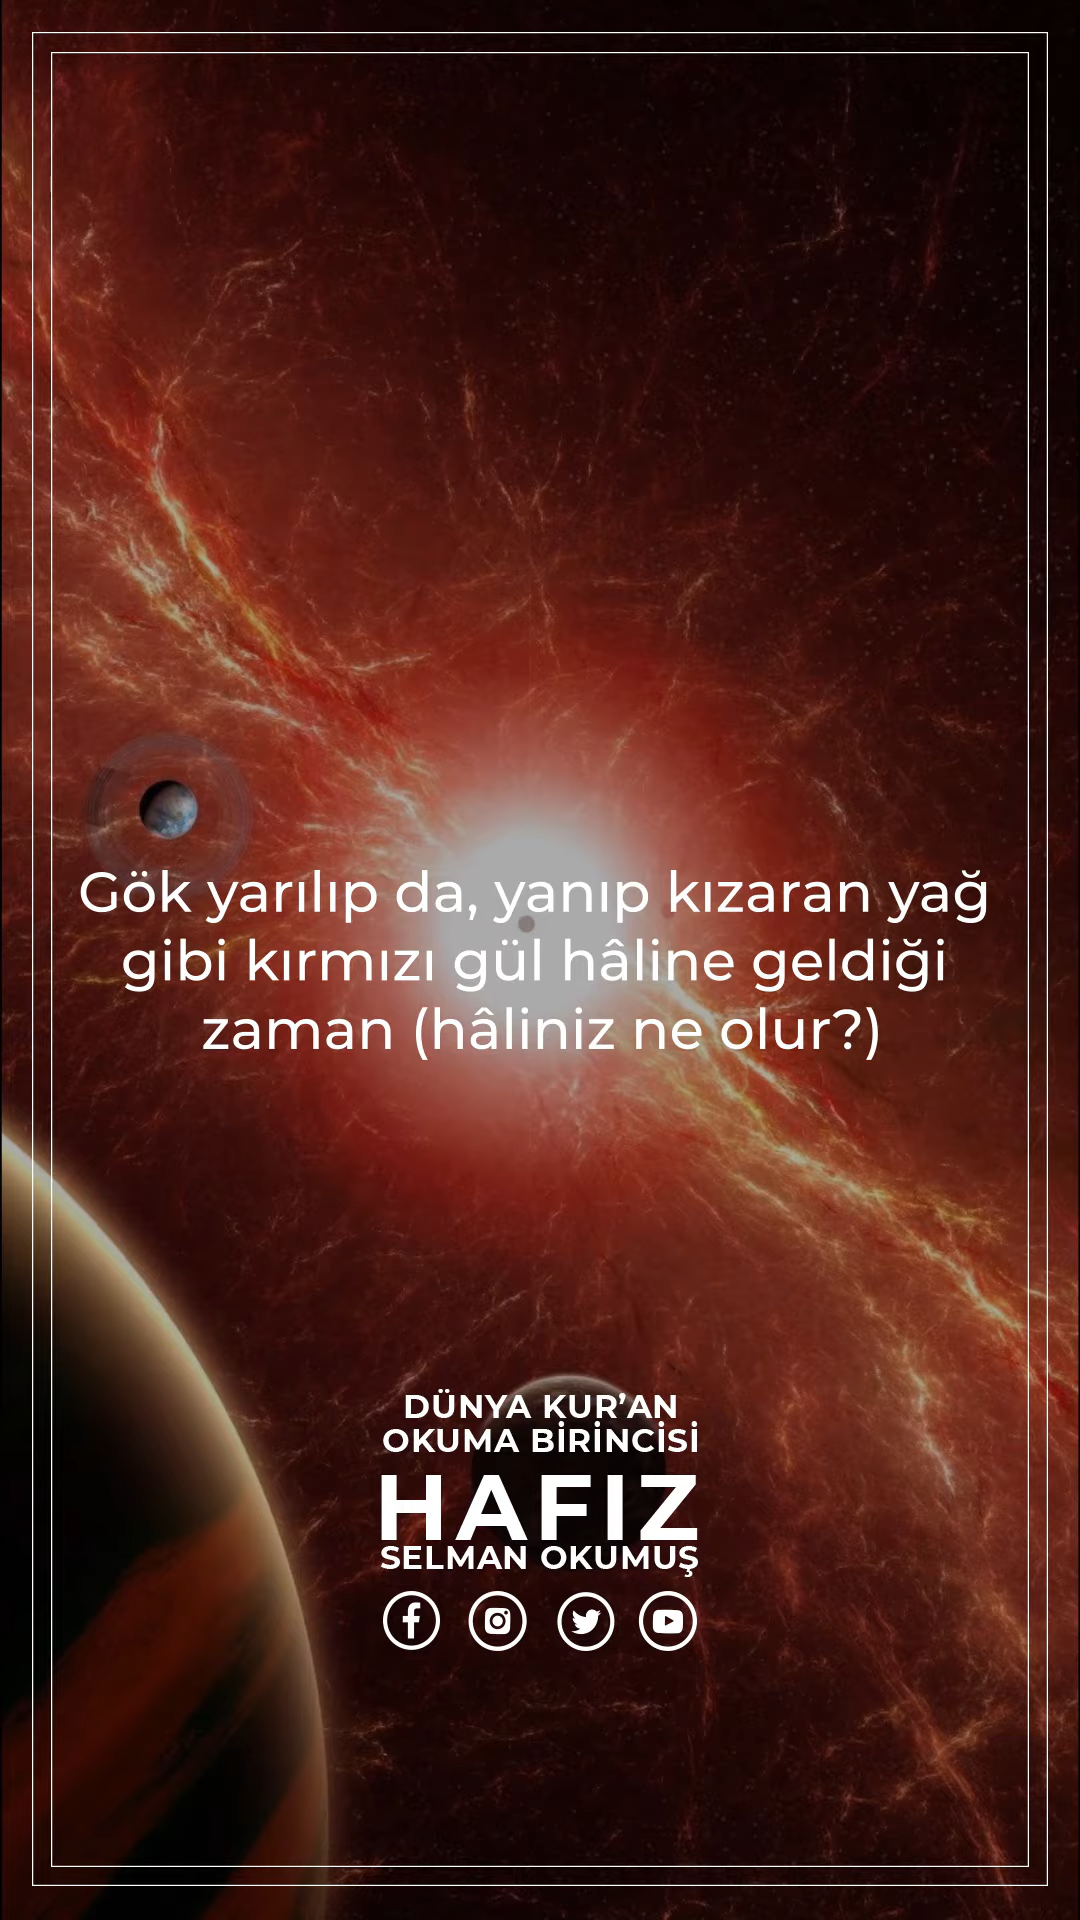 Gök yarılıp da, yanıp kızaran yağ
gibi kırmızı gül hâline geldiği
zaman (hâliniz ne olur?)
DÜNYA KUR’AN
OKUMA BİRİNCİSİ
HAFIZ
SELMAN OKUMUŞ